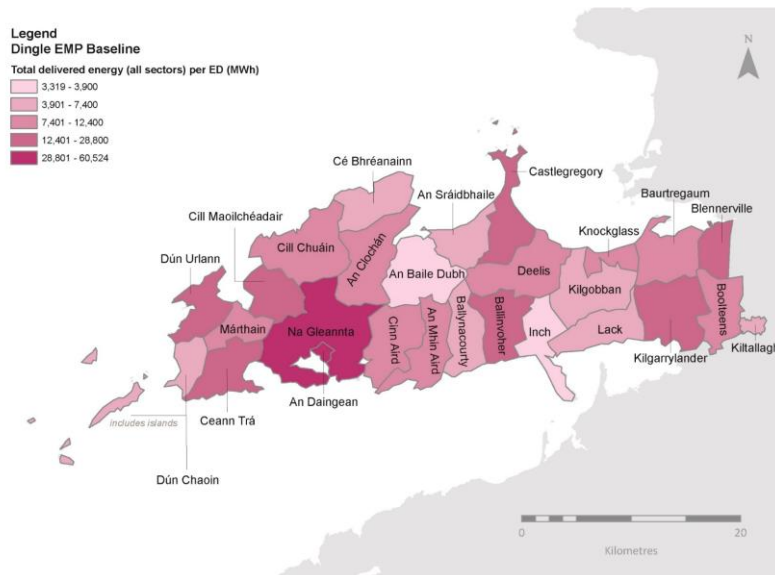 Legend
Dingle EMP Baseline
Total delivered energy (all sectors) per ED (MWh)
3,319 - 3,900
3,901 - 7,400
7,401 - 12,400
12,401 - 28,800
28,801 - 60,524
N
Cé Bhréanainn
An Sráidbhaile
Castlegregory
Baurtregaum
Blennerville
Cill Maoilchéadair
Knockglass
Dún Urlann
Cill Chuáin
An Clochán
An Baile Dubh
Deelis
Kilgobban
Márthain
Na Gleannta
Cinn Aird
An Mhin Aird
Ballynacourty
Ballinvoher
Inch
Lack
Boolteens
Kiltallagh
Kilgarrylander
An Daingean
includes islands
Ceann Trá
Dún Chaoin
0
20
Kilometres